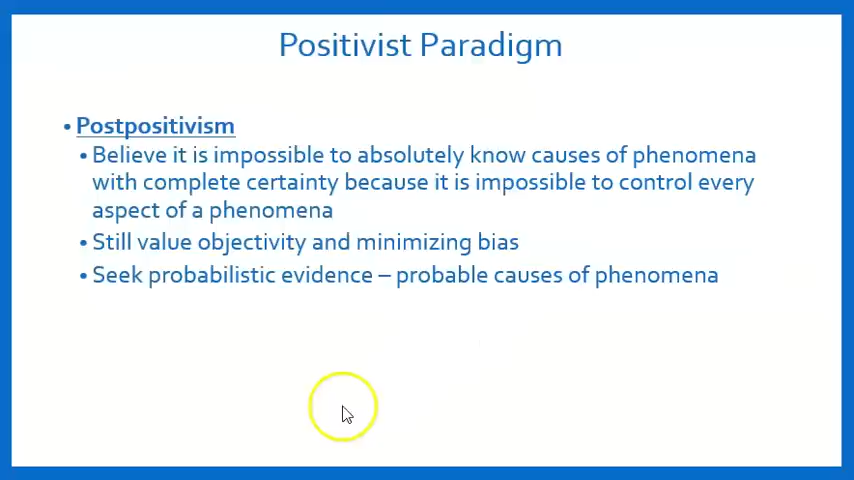 Positivist Paradigm
• Postpositivism
• Believe it is impossible to absolutely know causes of phenomena
with complete certainty because it is impossible to control every
aspect of a phenomena
• Still value objectivity and minimizing bias
• Seek probabilistic evidence – probable causes of phenomena